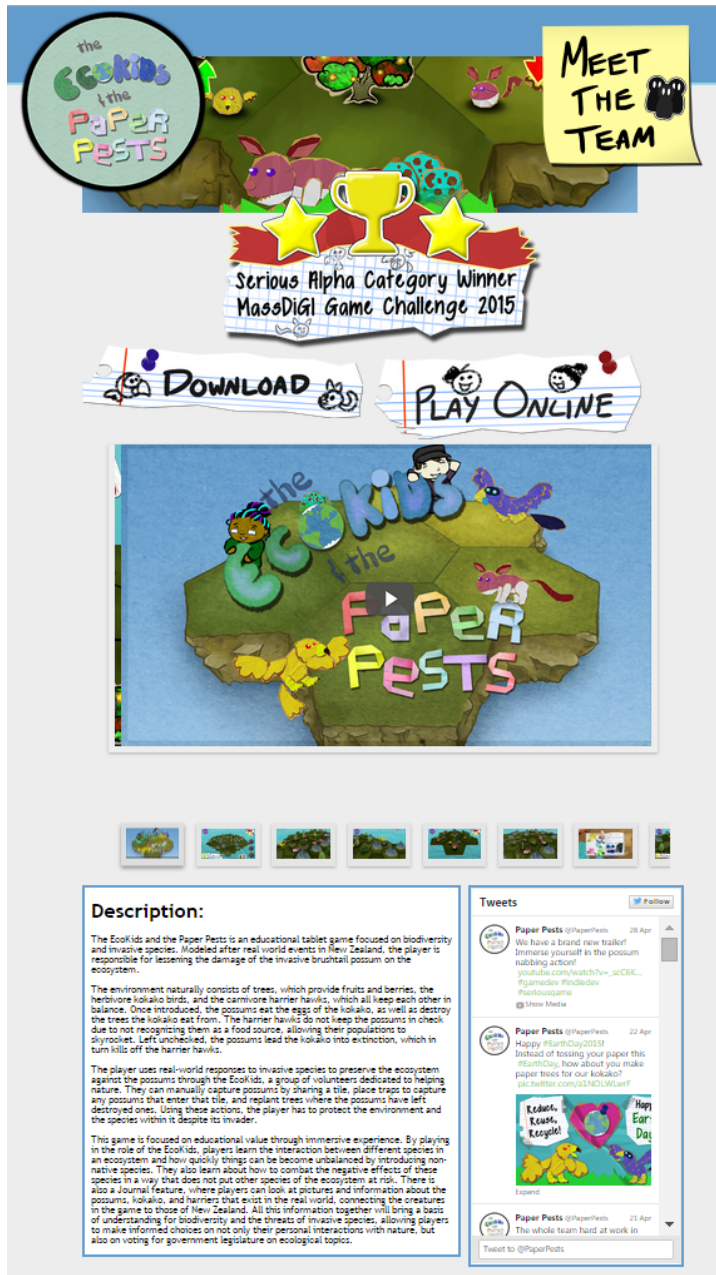 the
EcoKids
& the
PaPeR
PeSTS
MEET
THE
TEAM
Serious Alpha Category Winner
MassDiGI Game Challenge 2015
DOWNLOAD
PLAY ONLINE
the
EcoKids
& the
PaPeR
PeSTS
Description:
The EcoKids and the Paper Pests is an educational tablet game focused on biodiversity
and invasive species. Modeled after real world events in New Zealand, the player is
responsible for lessening the damage of the invasive brushtail possum on the
ecosystem.
The environment naturally consists of trees, which provide fruits and berries, the
herbivore kokako birds, and the carnivore harrier hawks, which all keep each other in
balance. Once introduced, the possums eat the eggs of the kokako, as well as destroy
the trees the kokako eat from. The harrier hawks do not keep the possums in check
due to not recognizing them as a food source, allowing their populations to
skyrocket. Left unchecked, the possums lead the kokako into extinction, which in
turn kills off the harrier hawks.
The player uses real-world responses to invasive species to preserve the ecosystem
against the possums through the EcoKids, a group of volunteers dedicated to helping
nature. They can manually capture possums by sharing a tile, place traps to capture
any possums that enter that tile, and replant trees where the possums have left
destroyed ones. Using these actions, the player has to protect the environment and
the species within it despite its invader.
This game is focused on educational value through immersive experience. By playing
in the role of the EcoKids, players learn the interaction between different species in
an ecosystem and how quickly things can be become unbalanced by introducing non-
native species. They also learn about how to combat the negative effects of these
species in a way that does not put other species of the ecosystem at risk. There is
also a Journal feature, where players can look at pictures and information about the
possums, kokako, and harriers that exist in the real world, connecting the creatures
in the game to those of New Zealand. All this information together will bring a basis
of understanding for biodiversity and the threats of invasive species, allowing players
to make informed choices on not only their personal interactions with nature, but
also on voting for government legislature on ecological topics.
Tweets
Follow
Paper Pests @PaperPests 28 Apr
We have a brand new trailer!
Immerse yourself in the possum
nabbing action!
youtube.com/watch?v=_scC6K...
#gamedev #indiedev
#seriousgame
Show Media
Paper Pests @PaperPests 22 Apr
Happy #EarthDay2015!
Instead of tossing your paper this
#EarthDay, how about you make
paper trees for our kokako?
pic.twitter.com/a1NOLWLwrF
Reduce,
Reuse,
Recycle!
Happ
Ear
Day
Expand
Paper Pests @PaperPests 21 Apr
The whole team hard at work in
Tweet to @PaperPests